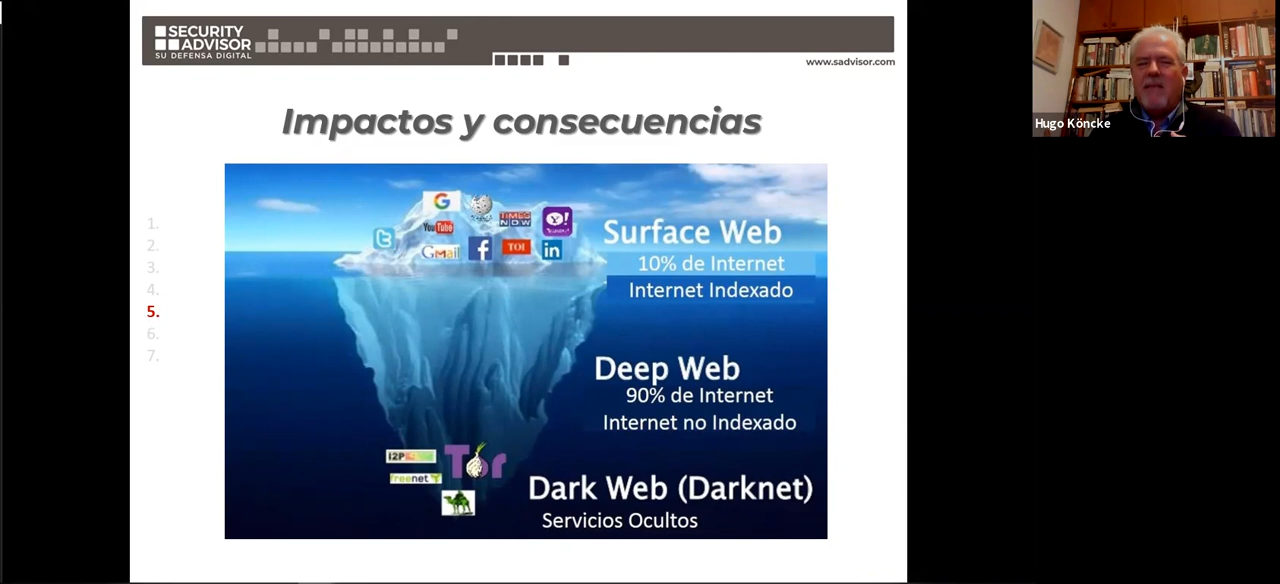 SECURITY
ADVISOR
SU DEFENSA DIGITAL
www.sadvisor.com
Hugo Köncke
Impactos y consecuencias
1.
2.
3.
4.
5.
6.
7.
G
YouTube
TIMES
NOW
Y!
GMail
f
TOI
in
Surface Web
10% de Internet
Internet Indexado
Deep Web
90% de Internet
Internet no Indexado
I2P
Tor
freenet
Dark Web (Darknet)
Servicios Ocultos